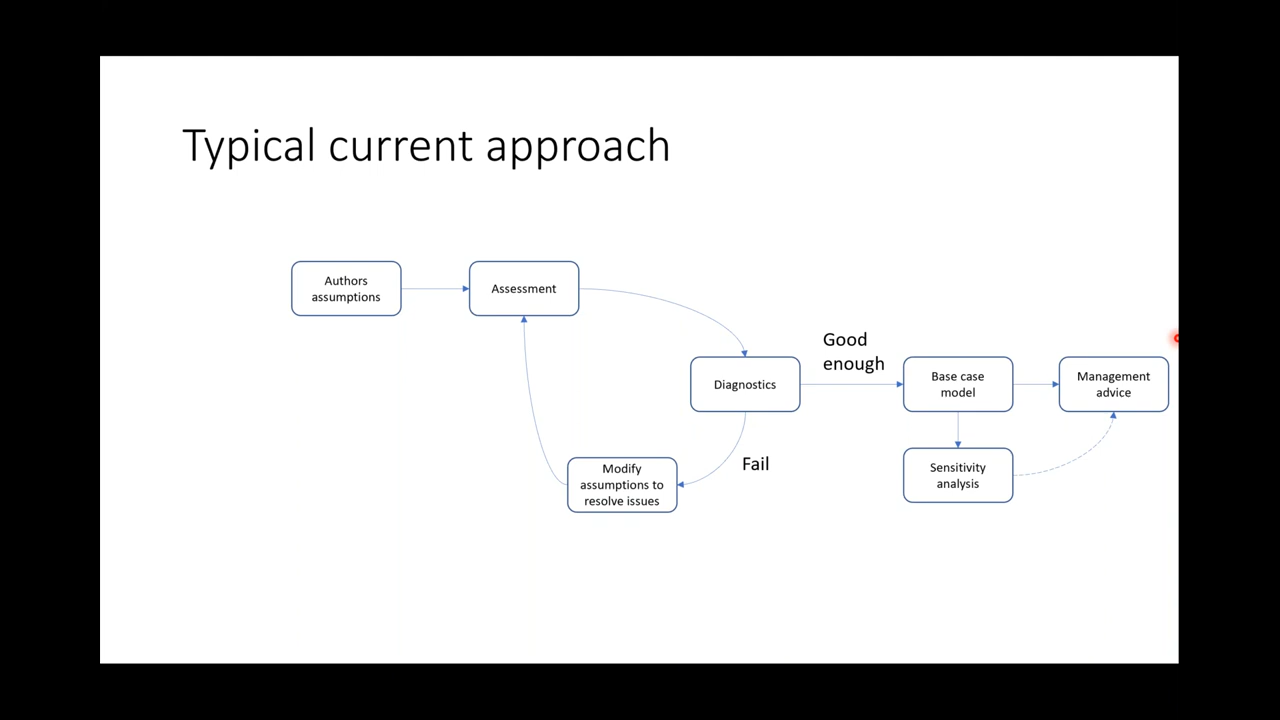 Typical current approach
Authors
assumptions
Assessment
Good
enough
Diagnostics
Base case
model
Management
advice
Fail
Modify
assumptions to
resolve issues
Sensitivity
analysis